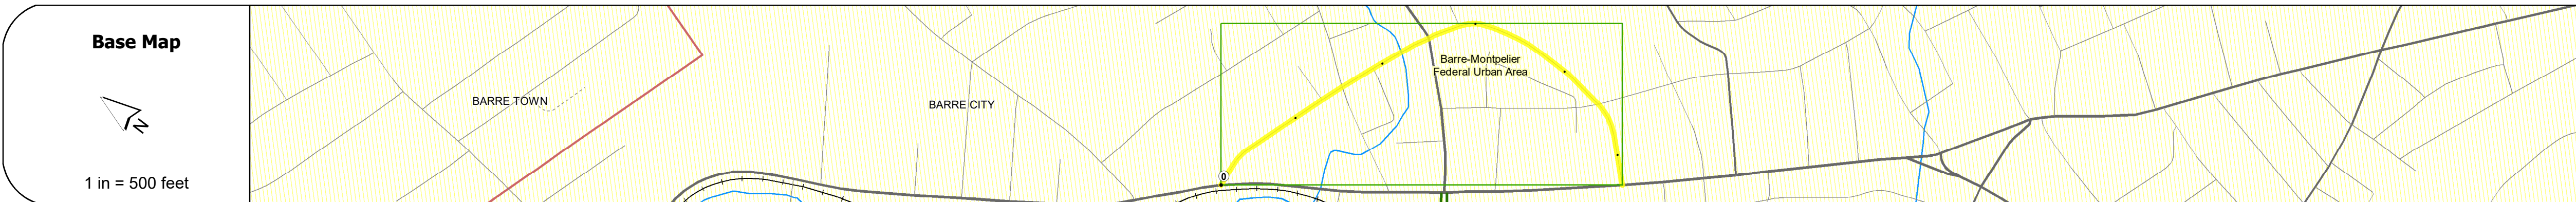 Base Map
N
1 in = 500 feet
BARRE TOWN
BARRE CITY
0
Barre-Montpelier
Federal Urban Area